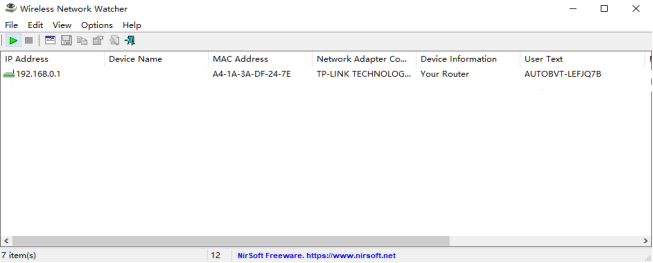 Wireless Network Watcher
File Edit View Options Help
IP Address Device Name MAC Address Network Adapter Co... Device Information User Text
192.168.0.1 A4-1A-3A-DF-24-7E TP-LINK TECHNOLOG... Your Router AUTOBVT-LEFJQ7B
7 item(s) 12 NirSoft Freeware. https://www.nirsoft.net